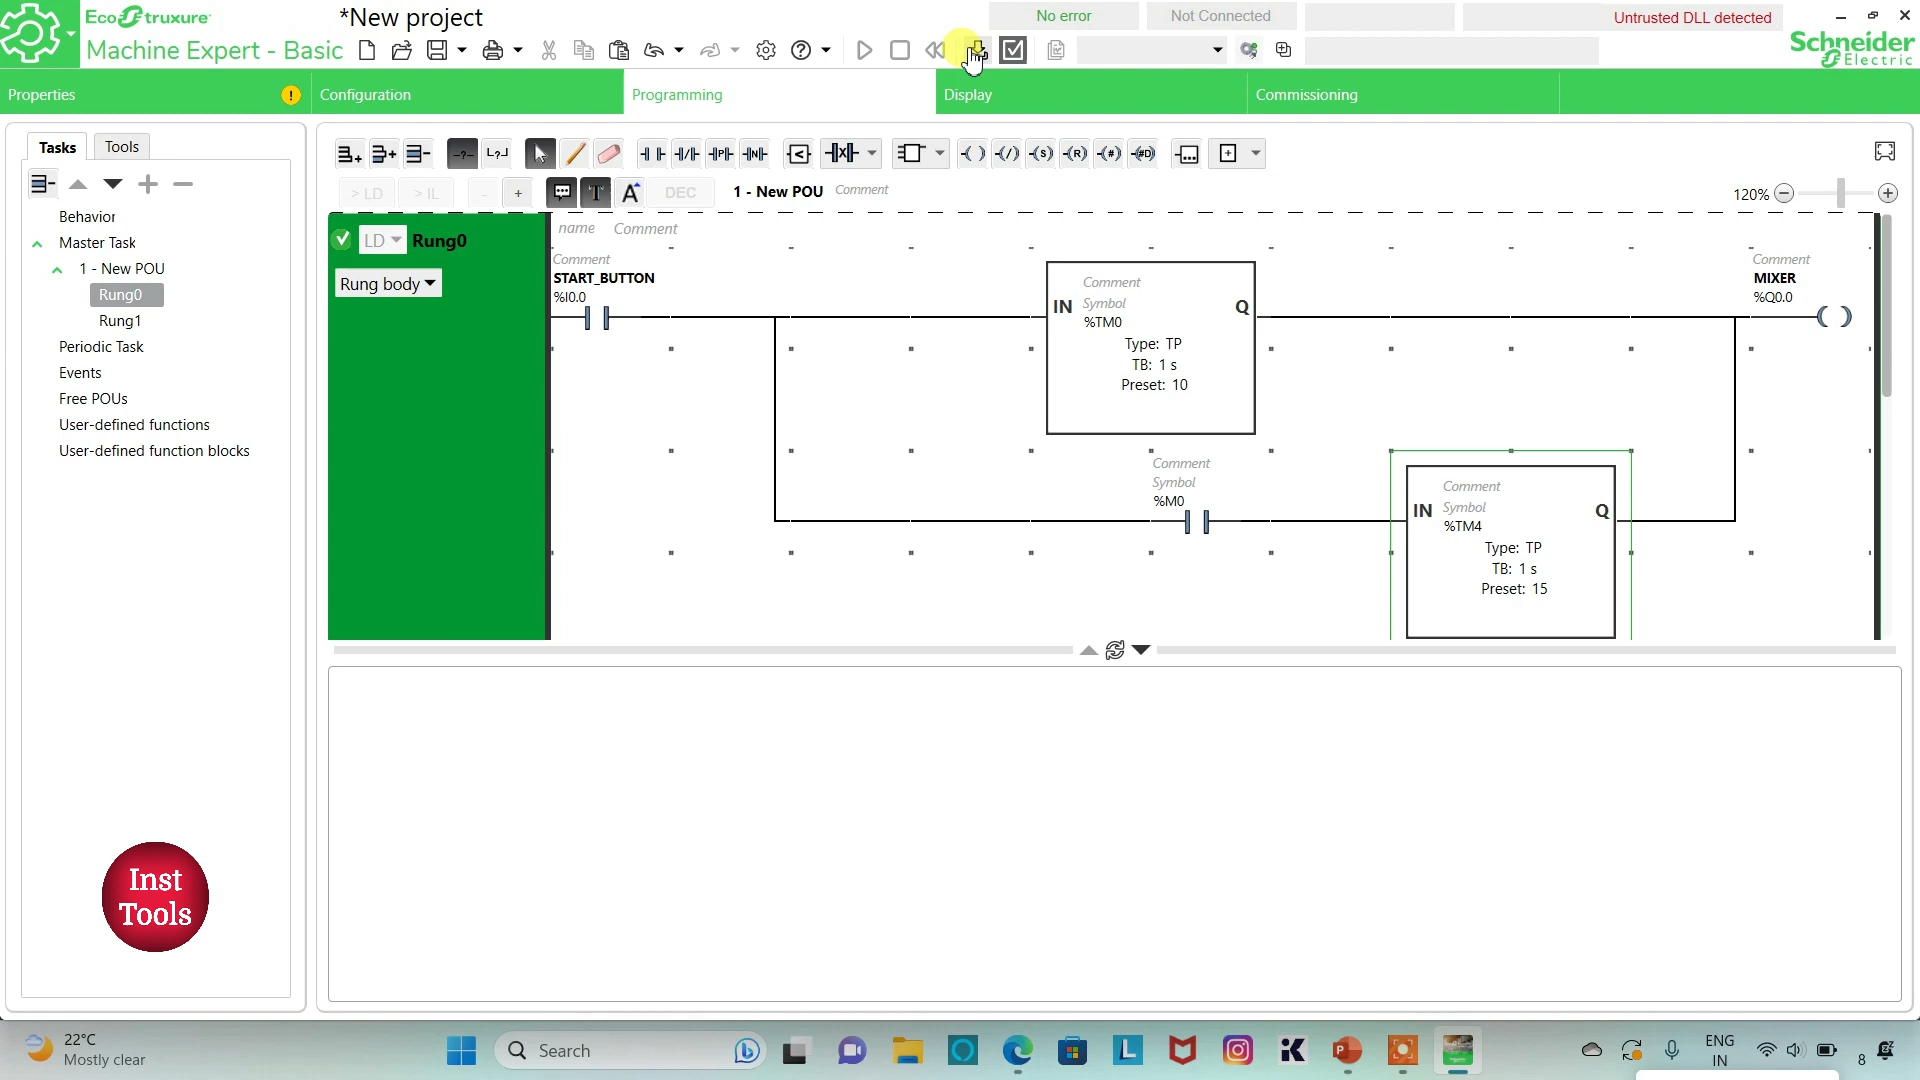 EcoStruxure
Machine Expert - Basic
*New project
No error
Not Connected
Untrusted DLL detected
Schneider
Electric
Properties
Configuration
Programming
Display
Commissioning
Tasks
Tools
Behavior
Master Task
1 - New POU
Rung0
Rung1
Periodic Task
Events
Free POUs
User-defined functions
User-defined function blocks
> LD
> IL
DEC
1 - New POU
Comment
120%
LD
Rung0
Rung body
name
Comment
Comment
START_BUTTON
%I0.0
IN
Comment
Symbol
%TM0
Q
Type: TP
TB: 1 s
Preset: 10
Comment
MIXER
%Q0.0
Comment
Symbol
%M0
IN
Comment
Symbol
%TM4
Q
Type: TP
TB: 1 s
Preset: 15
Inst
Tools
22°C
Mostly clear
Search
ENG
IN
8